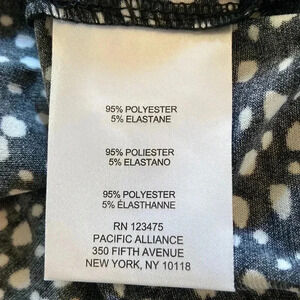 95% POLYESTER
5% ELASTANE
95% POLIESTER
5% ELASTANO
95% POLYESTER
5% ÉLASTHANNE
RN 123475
PACIFIC ALLIANCE
350 FIFTH AVENUE
NEW YORK, NY 10118